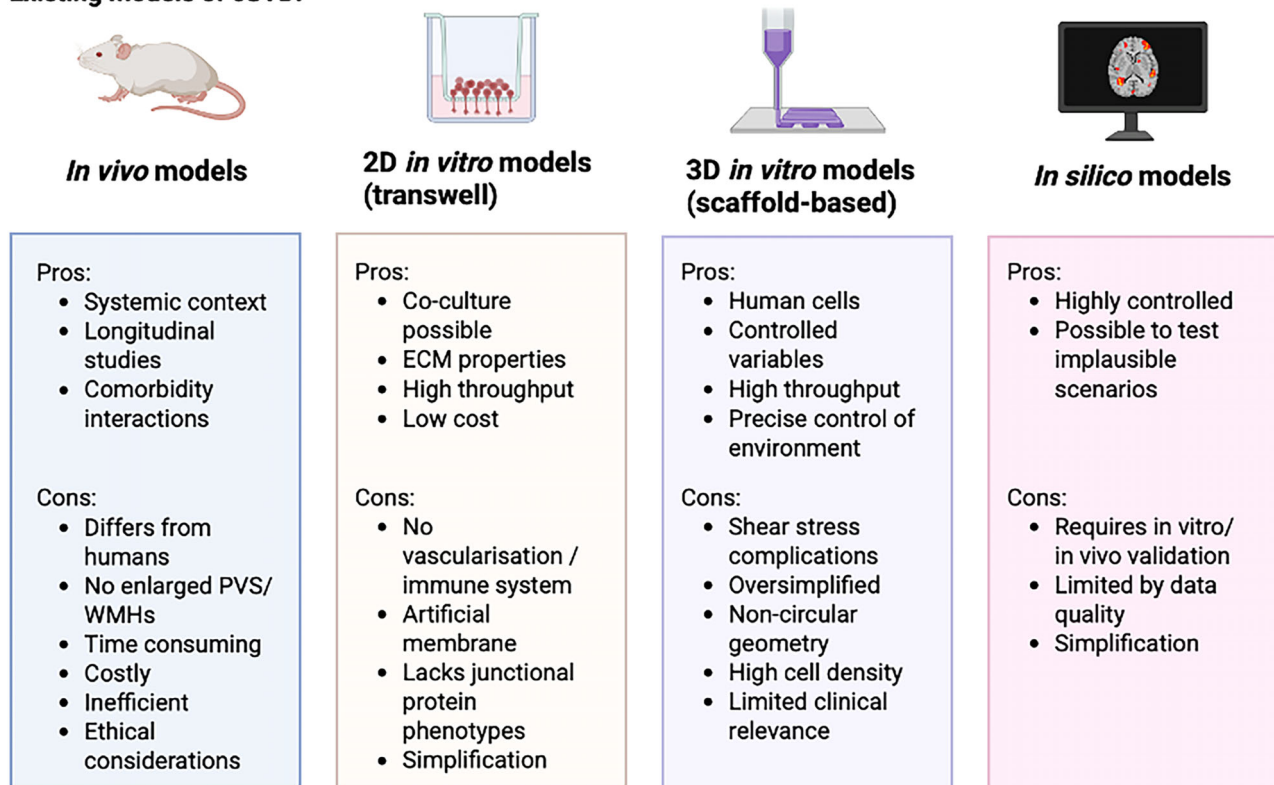 In vivo models
2D in vitro models
(transwell)
3D in vitro models
(scaffold-based)
In silico models
Pros:
• Systemic context
• Longitudinal
studies
• Comorbidity
interactions
Cons:
• Differs from
humans
• No enlarged PVS/
WMHs
• Time consuming
• Costly
• Inefficient
• Ethical
considerations
Pros:
• Co-culture
possible
• ECM properties
• High throughput
• Low cost
Cons:
• No
vascularisation /
immune system
• Artificial
membrane
• Lacks junctional
protein
phenotypes
• Simplification
Pros:
• Human cells
• Controlled
variables
• High throughput
• Precise control of
environment
Cons:
• Shear stress
complications
• Oversimplified
• Non-circular
geometry
• High cell density
• Limited clinical
relevance
Pros:
• Highly controlled
• Possible to test
implausible
scenarios
Cons:
• Requires in vitro/
in vivo validation
• Limited by data
quality
• Simplification